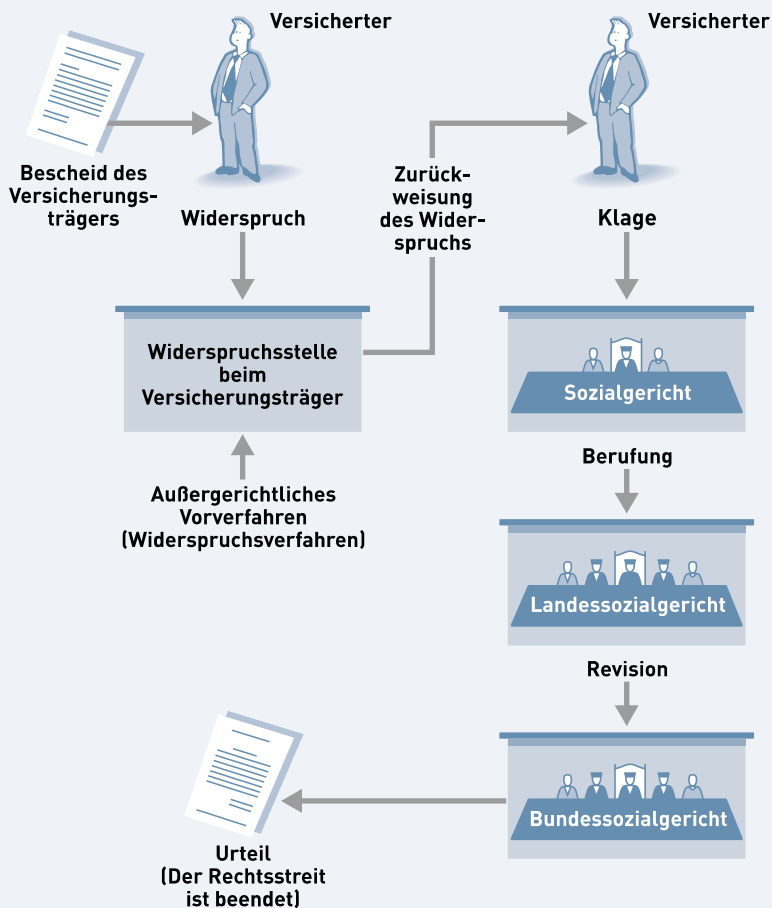 Versicherter
Bescheid des
Versicherungs-
trägers
Widerspruch
Widerspruchsstelle
beim
Versicherungsträger
Außergerichtliches
Vorverfahren
(Widerspruchsverfahren)
Zurück-
weisung
des Wider-
spruchs
Versicherter
Klage
Sozialgericht
Berufung
Landessozialgericht
Revision
Bundessozialgericht
Urteil
(Der Rechtsstreit
ist beendet)